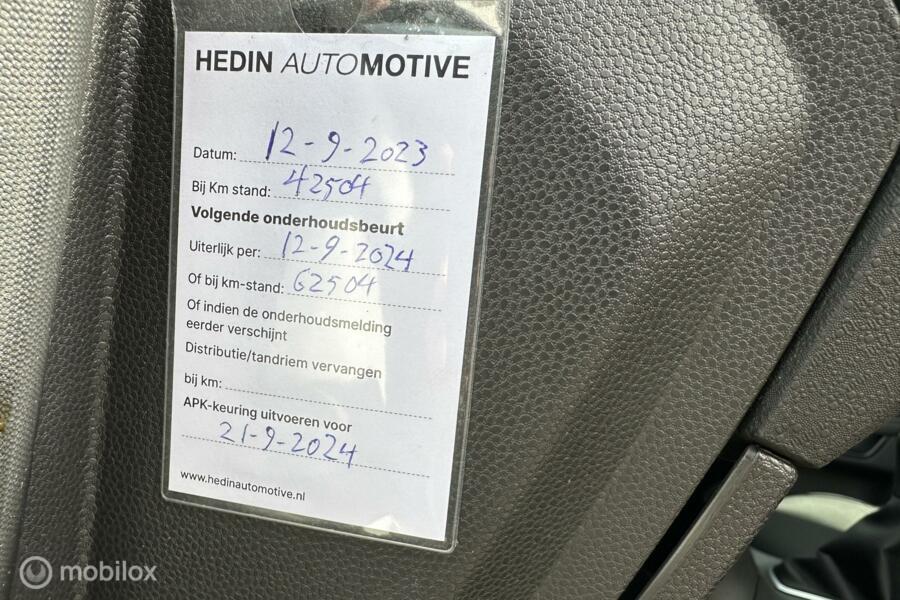 HEDIN AUTOMOTIVE
Datum: 12-9-2023
Bij Km stand: 42504
Volgende onderhoudsbeurt
Uiterlijk per: 12-9-2024
Of bij km-stand: 62504
Of indien de onderhoudsmelding
eerder verschijnt
Distributie/tandriem vervangen
bij km:
APK-keuring uitvoeren voor
21-9-2024
www.hedinautomotive.nl
mobilox